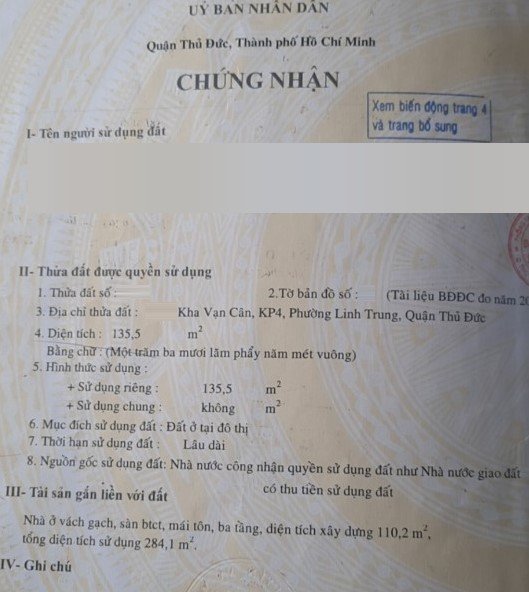 UỶ BAN NHÂN DÂN
Quận Thủ Đức, Thành phố Hồ Chí Minh
CHỨNG NHẬN
Xem biến động trang 4
và trang bổ sung
I- Tên người sử dụng đất
II- Thửa đất được quyền sử dụng
1. Thửa đất số : 2.Tờ bản đồ số : (Tài liệu BĐĐC do năm 20
3. Địa chỉ thửa đất : Kha Vạn Cân, KP4, Phường Linh Trung, Quận Thủ Đức
4. Diện tích : 135,5 m²
Bằng chữ : (Một trăm ba mươi lăm phẩy năm mét vuông)
5. Hình thức sử dụng :
+ Sử dụng riêng : 135,5 m²
+ Sử dụng chung : không m²
6. Mục đích sử dụng đất : Đất ở tại đô thị
7. Thời hạn sử dụng đất : Lâu dài
8. Nguồn gốc sử dụng đất: Nhà nước công nhận quyền sử dụng đất như Nhà nước giao đất
có thu tiền sử dụng đất
III- Tài sản gắn liền với đất
Nhà ở vách gạch, sàn btct, mái tôn, ba tầng, diện tích xây dựng 110,2 m²,
tổng diện tích sử dụng 284,1 m².
IV- Ghi chú